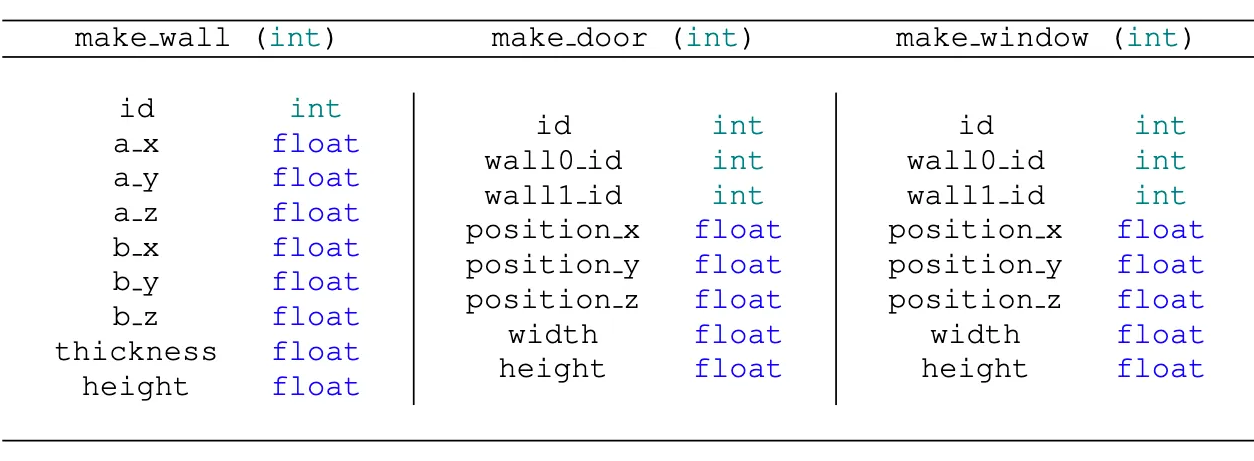 make_wall (int) make_door (int) make_window (int)
id int
a_x float
a_y float
a_z float
b_x float
b_y float
b_z float
thickness float
height float
id int
wall0_id int
wall1_id int
position_x float
position_y float
position_z float
width float
height float
id int
wall0_id int
wall1_id int
position_x float
position_y float
position_z float
width float
height float